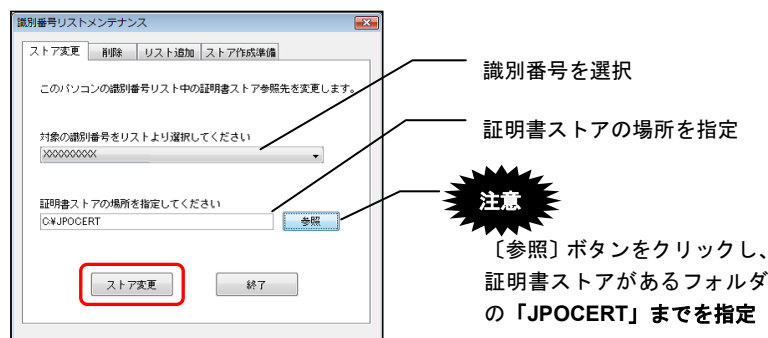 識別番号リストメンテナンス
ストア変更 削除 リスト追加 ストア作成準備
このパソコンの識別番号リスト中の証明書ストア参照先を変更します。
対象の識別番号をリストより選択してください
XXXXXXXXX
証明書ストアの場所を指定してください
C:¥JPOCERT
参照
ストア変更 終了
識別番号を選択
証明書ストアの場所を指定
注意
〔参照〕ボタンをクリックし、
証明書ストアがあるフォルダ
の「JPOCERT」までを指定